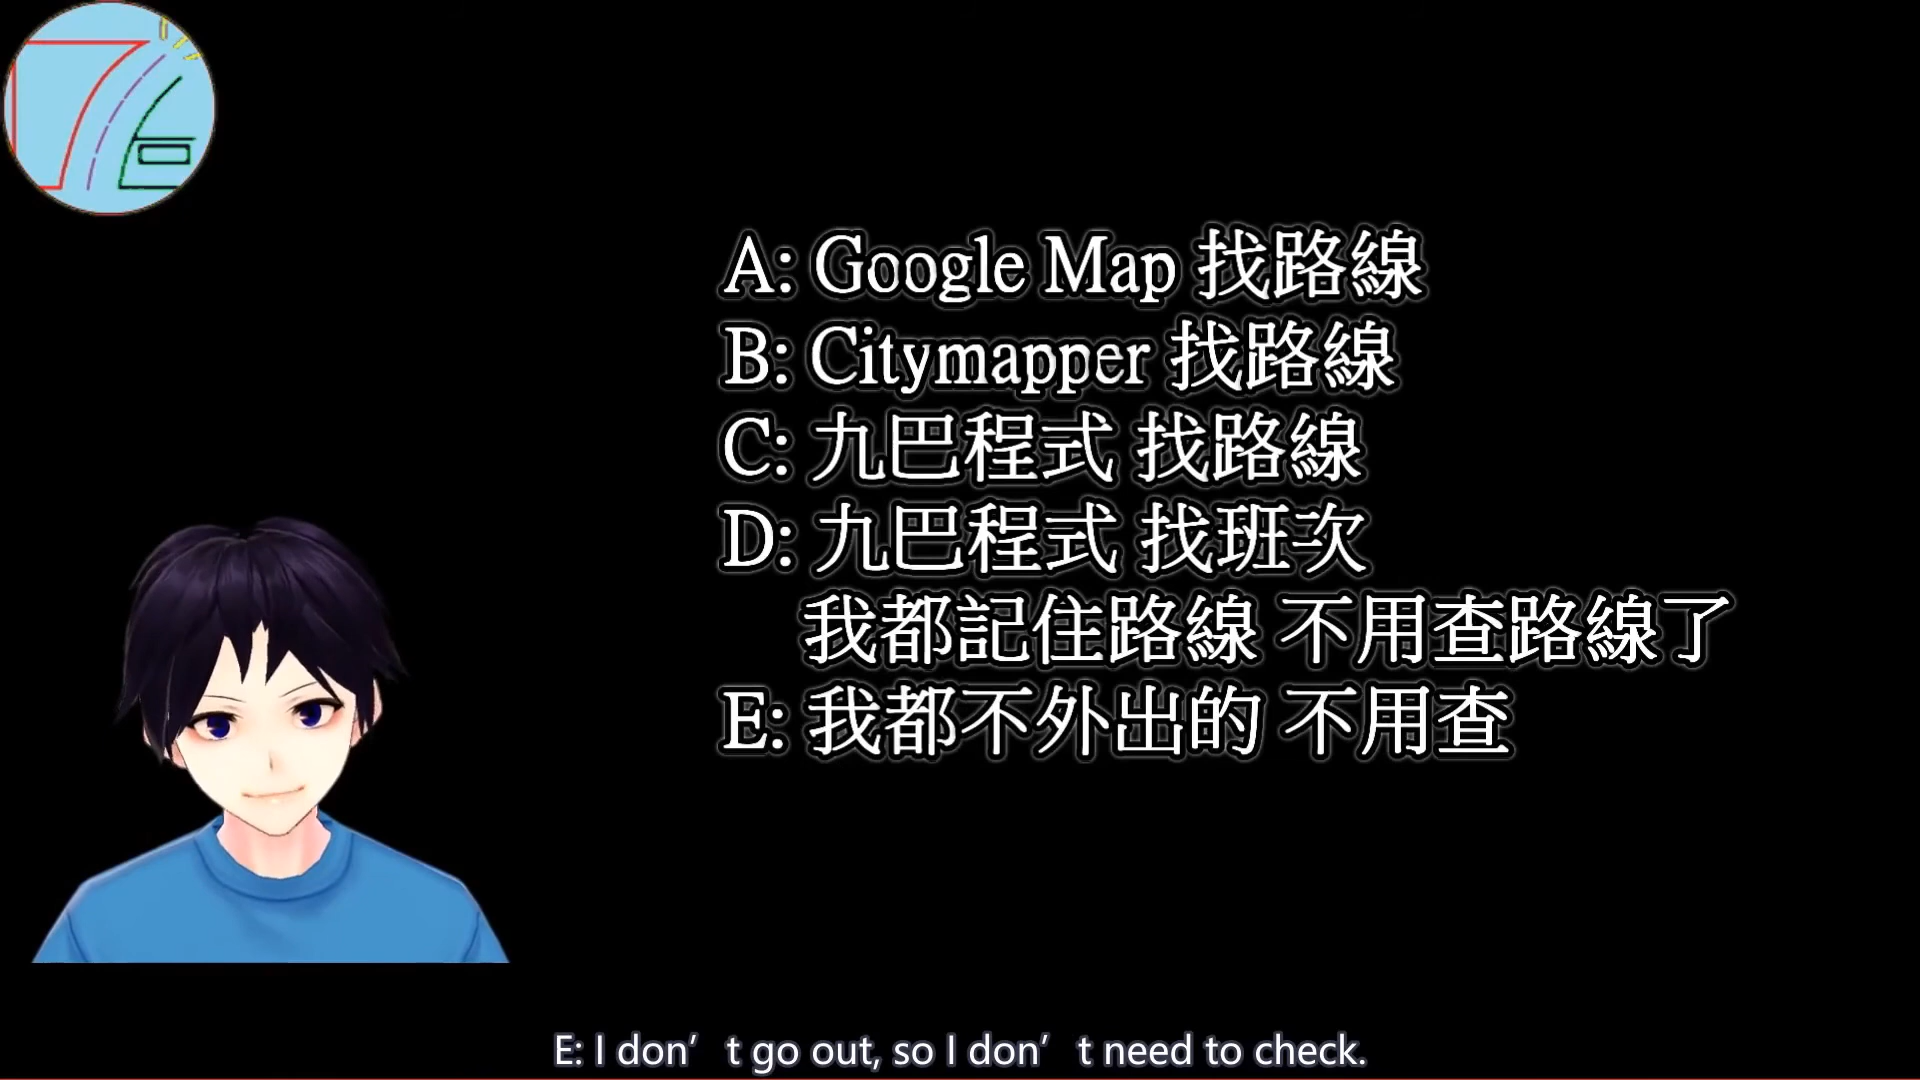 A: Google Map 找路線
B: Citymapper 找路線
C: 九巴程式 找路線
D: 九巴程式 找班次
我都記住路線 不用查路線了
E: 我都不外出的 不用查
E: I don’t go out, so I don’t need to check.